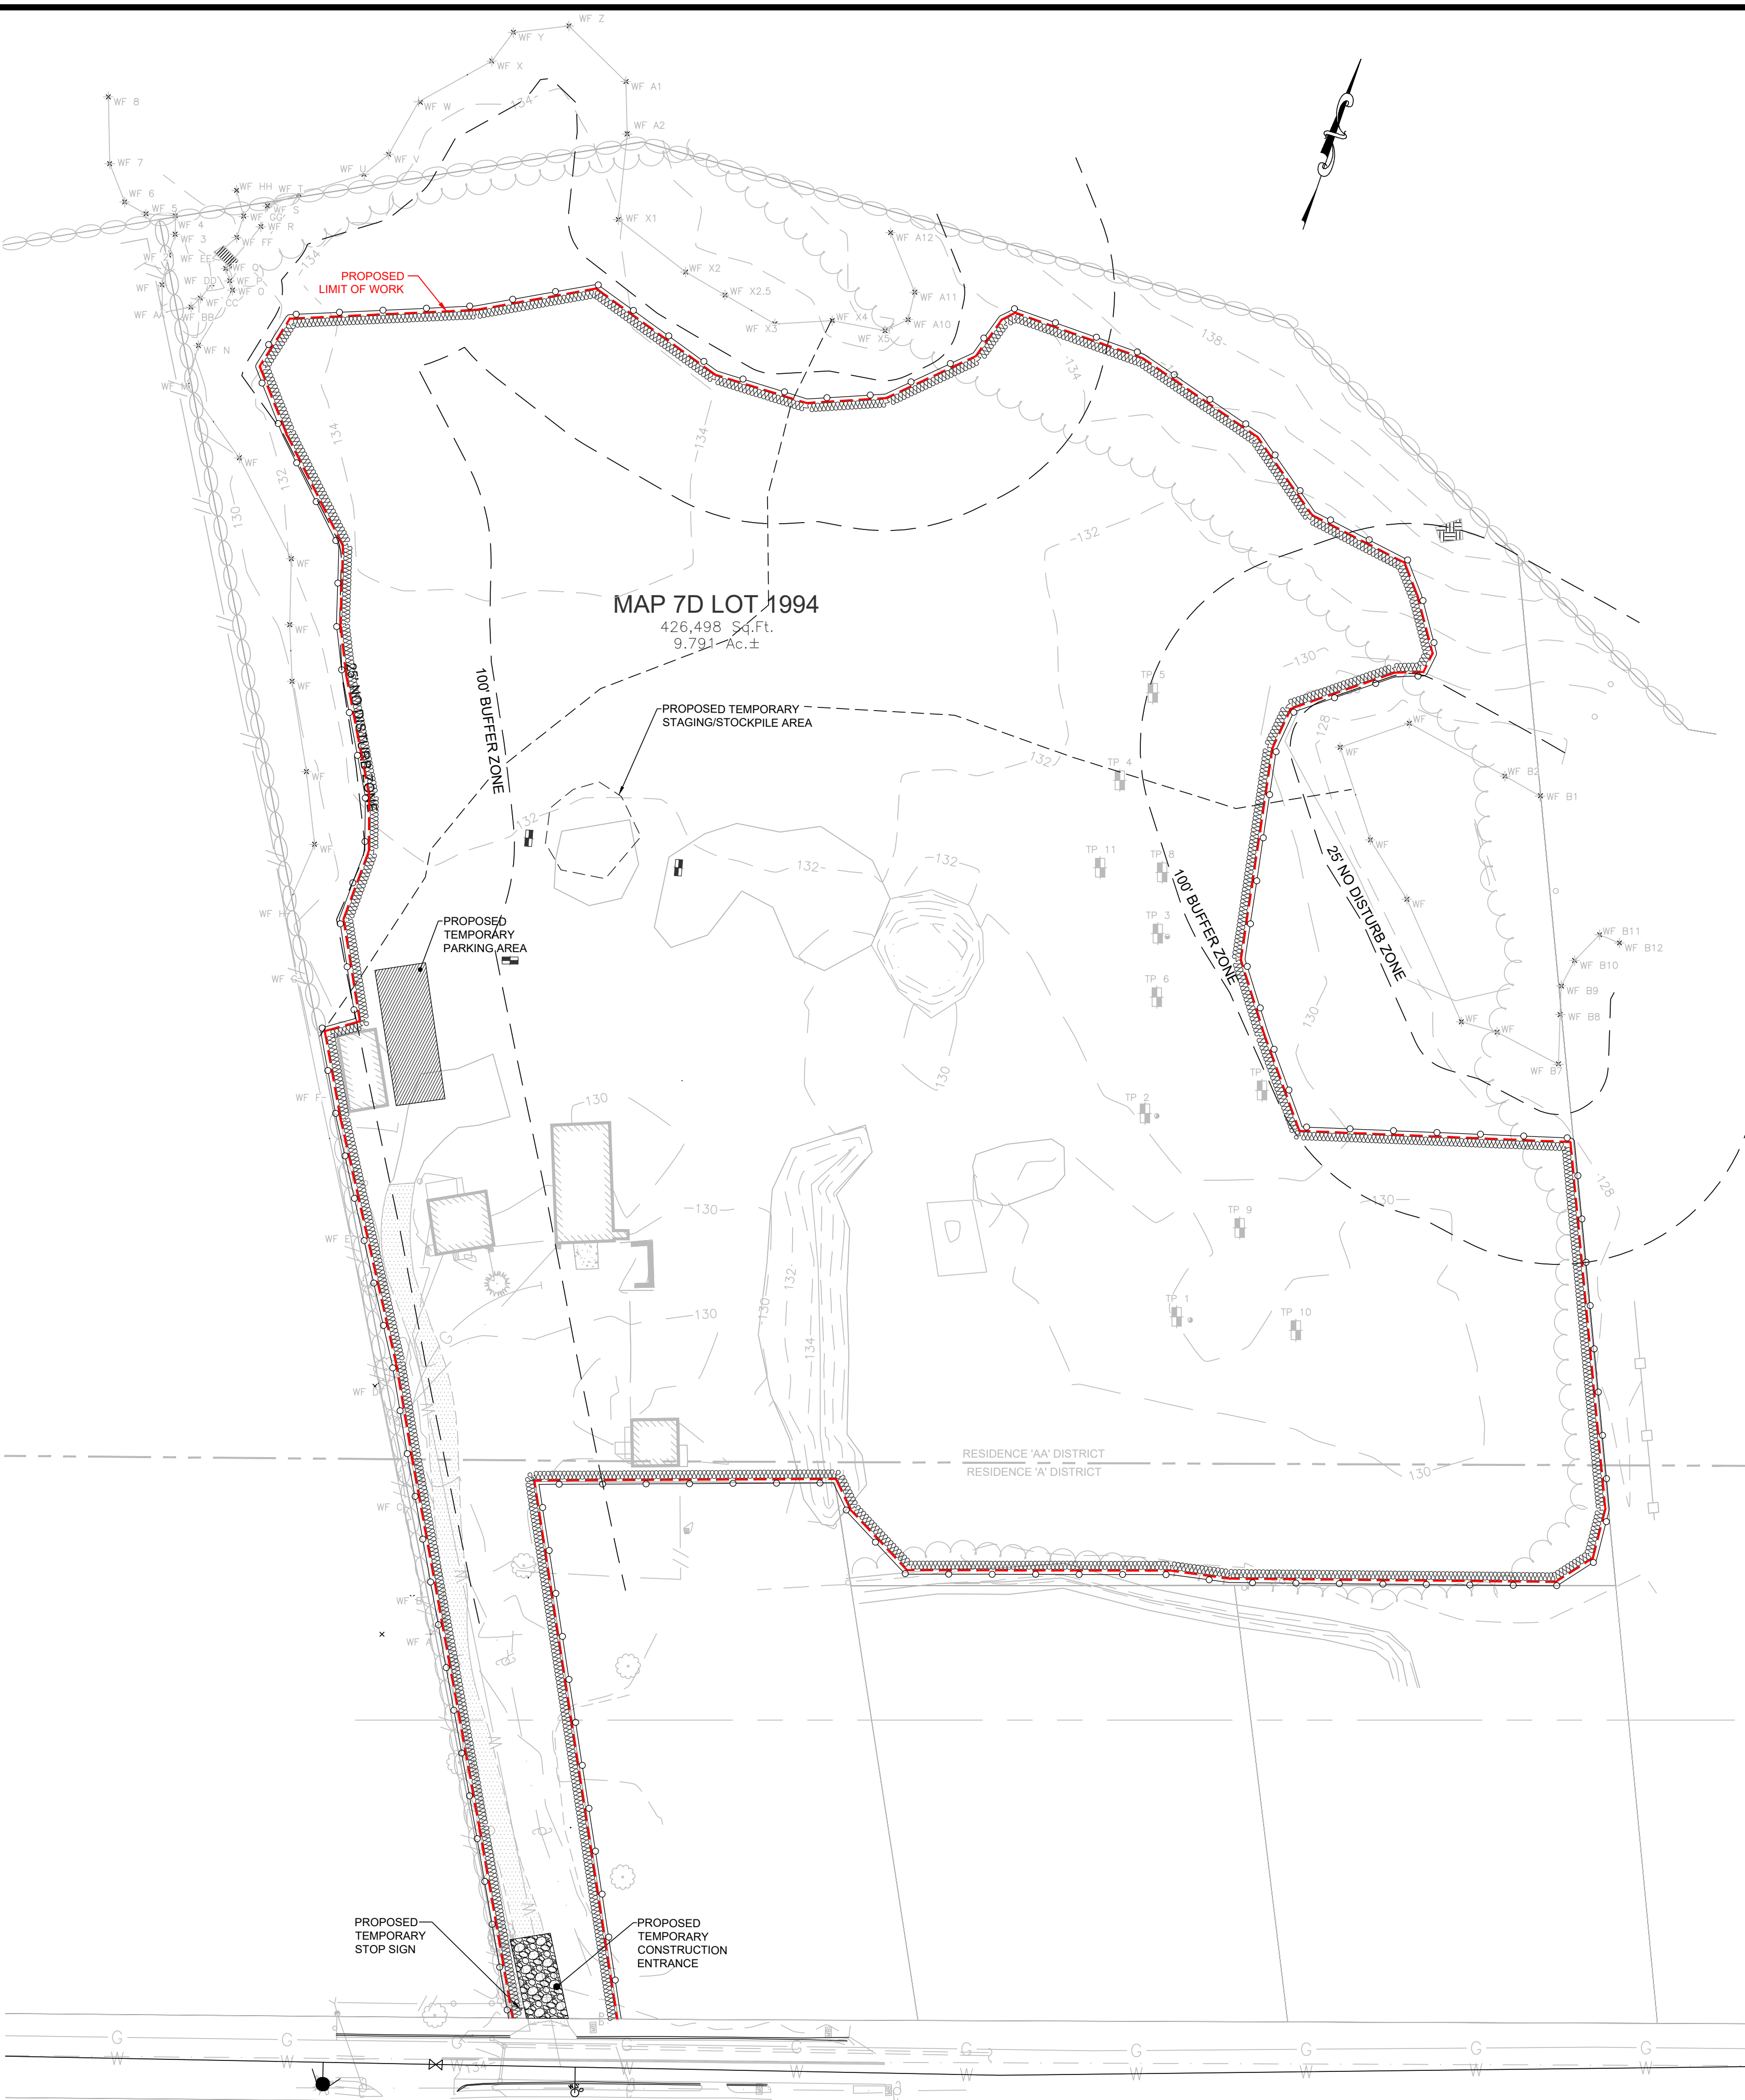 WF Z
WF Y
WF X
WF A1
WF 8
WF W
-134-
WF A2
WF V
WF 7
WF U
WF HH
WF T
WF 6
WF S
WF 5
WF GG
WF R
WF 4
WF X1
WF 3
WF FF
WF A12
WF 2
WF EE
WF Q
134
WF X2
WF DD
WF P
PROPOSED
LIMIT OF WORK
WF O
WF X2.5
WF A11
WF CC
WF AA
WF BB
WF X3
WF X4
WF A10
WF X5
138-
WF N
-134
WF M
134
-134
WF
132
130
-132
WF
WF
MAP 7D LOT 1994
426,498 Sq.Ft.
9.791 Ac.±
-130
25' NO DISTURB ZONE
100' BUFFER ZONE
TP 5
WF
PROPOSED TEMPORARY
STAGING/STOCKPILE AREA
128
WF
WF
132
TP 4
WF
WF B2
WF B1
132
WF
WF
TP 11
TP 8
132-
-132
100' BUFFER ZONE
25' NO DISTURB ZONE
WF
WF H
PROPOSED
TEMPORARY
PARKING AREA
TP 3
WF B11
WF B12
WF B10
WF G
TP 6
WF B9
130
WF
WF
WF B8
130
WF B7
TP
WF F
130
TP 2
128
-130
-130
TP 9
WF E
132
130
TP 1
TP 10
-130
G
134
WF D
W
RESIDENCE 'AA' DISTRICT
RESIDENCE 'A' DISTRICT
130
WF C
WF B
WF A
W
W
PROPOSED
TEMPORARY
STOP SIGN
PROPOSED
TEMPORARY
CONSTRUCTION
ENTRANCE
G G G G G G G G G
W W W W W W W W W
134